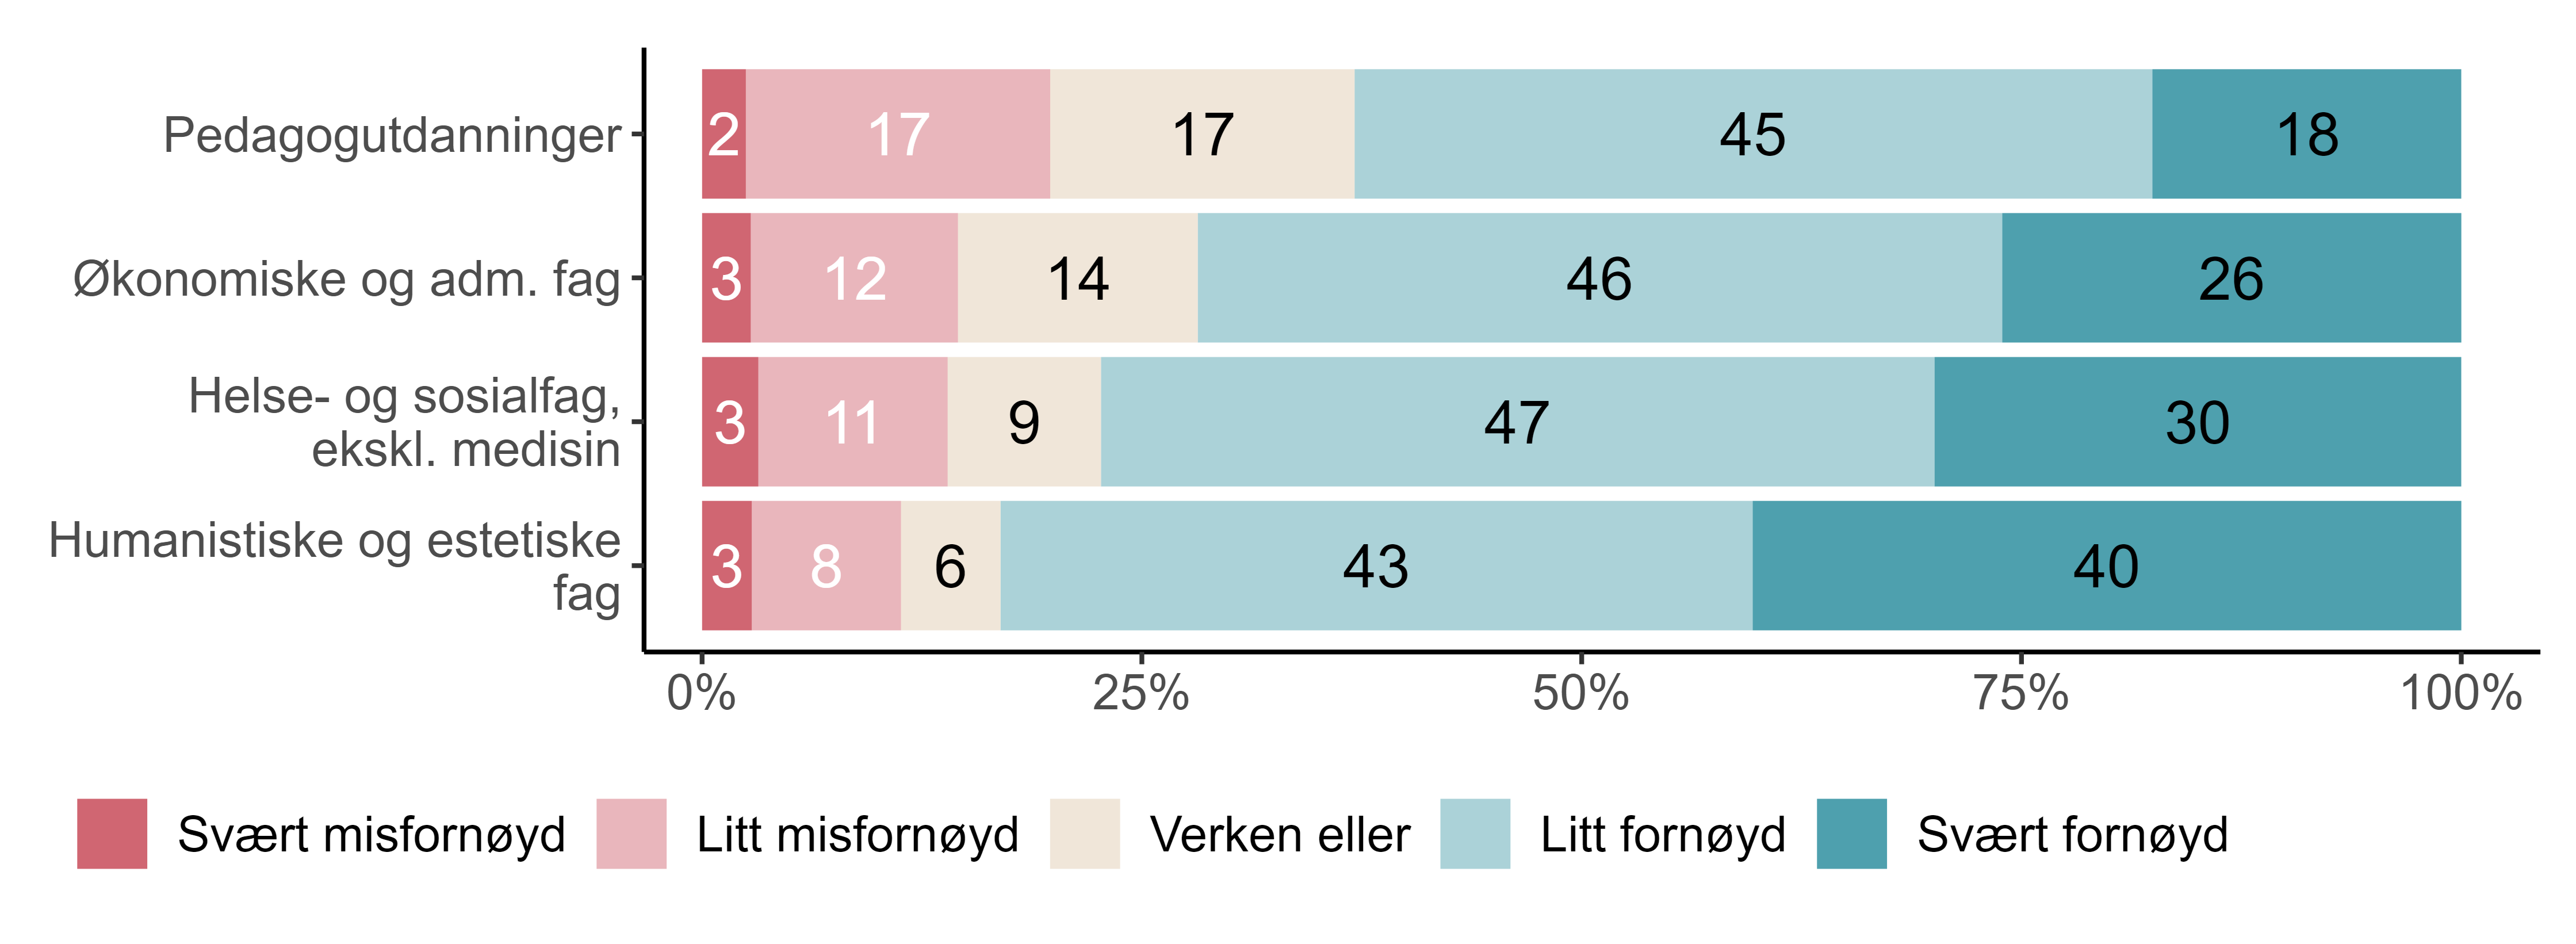 Pedagogutdanninger 2 17 17 45 18
Økonomiske og adm. fag 3 12 14 46 26
Helse- og sosialfag,
ekskl. medisin 3 11 9 47 30
Humanistiske og estetiske
fag 3 8 6 43 40
0% 25% 50% 75% 100%
Svært misfornøyd Litt misfornøyd Verken eller Litt fornøyd Svært fornøyd